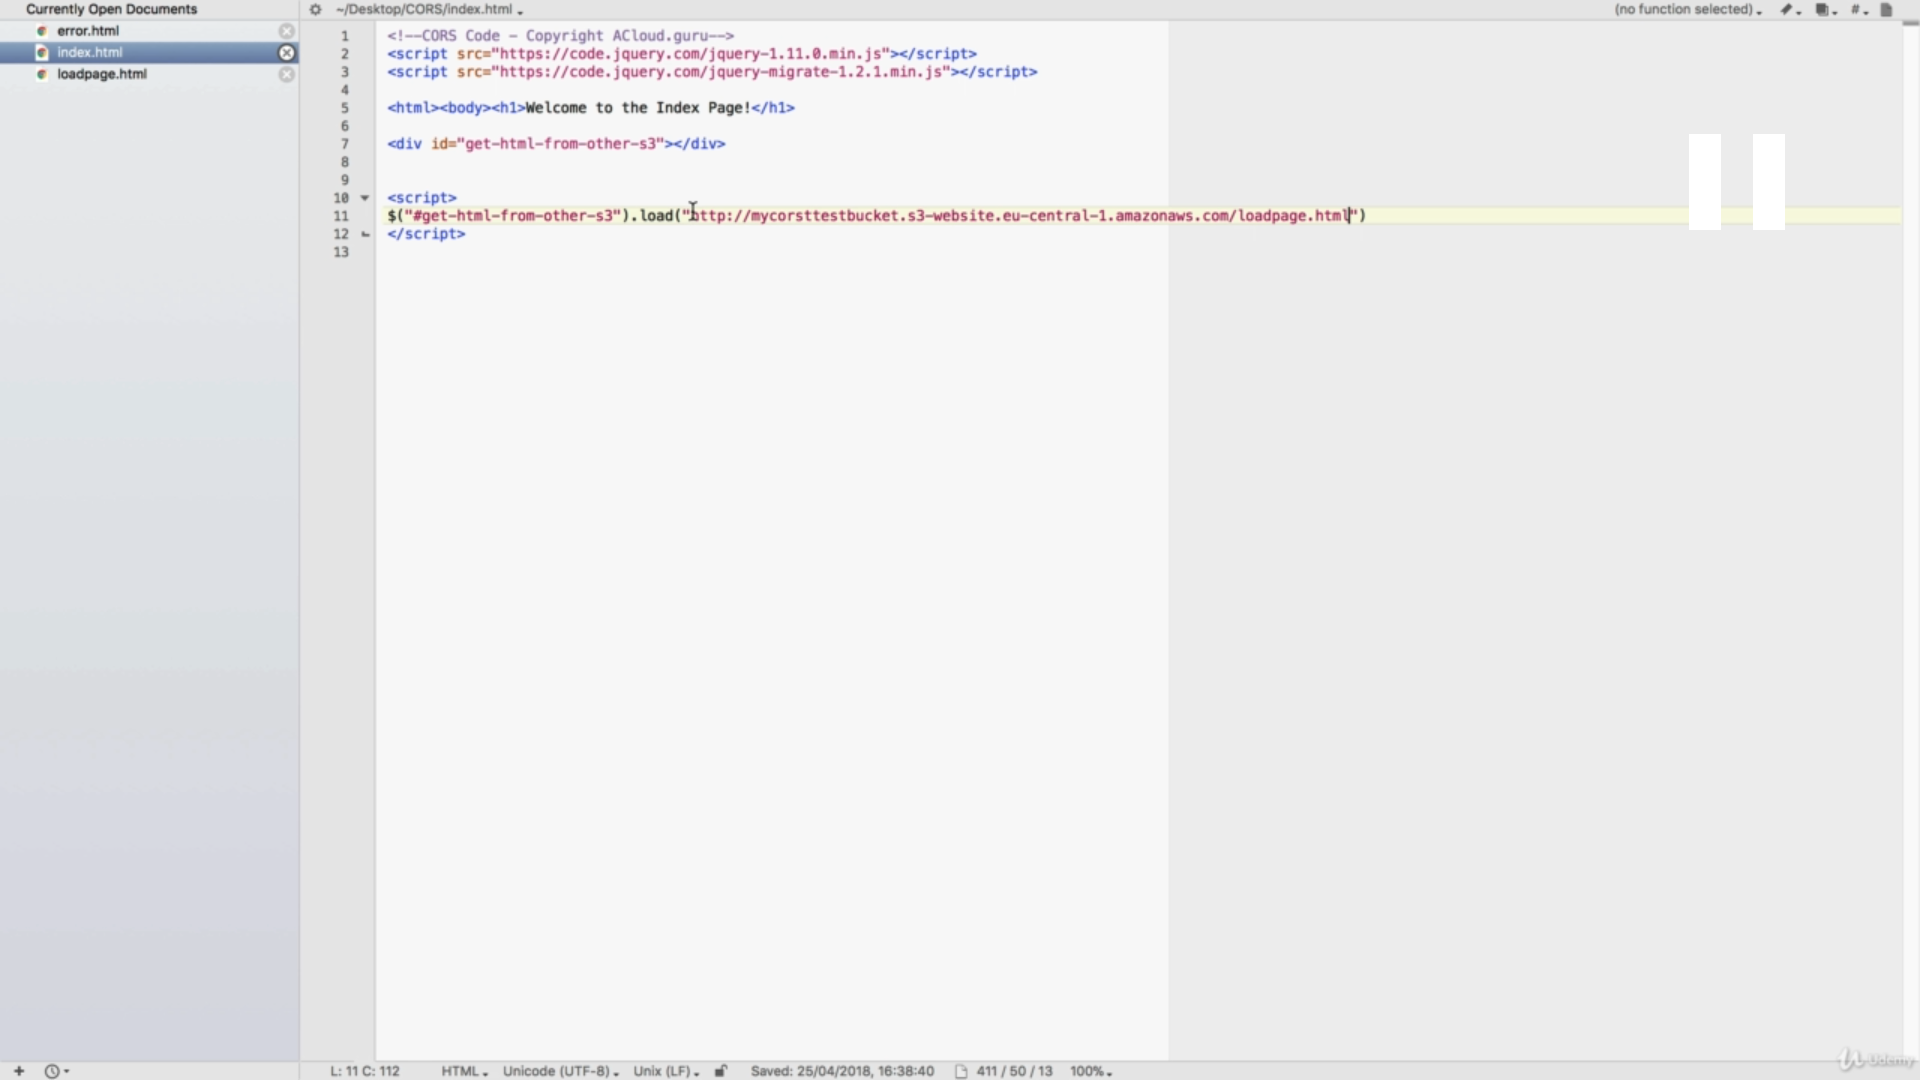 Currently Open Documents
error.html
index.html
loadpage.html
~/Desktop/CORS/index.html
(no function selected)
#
1 <!--CORS Code - Copyright ACloud.guru-->
2 <script src="https://code.jquery.com/jquery-1.11.0.min.js"></script>
3 <script src="https://code.jquery.com/jquery-migrate-1.2.1.min.js"></script>
4
5 <html><body><h1>Welcome to the Index Page!</h1>
6
7 <div id="get-html-from-other-s3"></div>
8
9
10 <script>
11 $("#get-html-from-other-s3").load("http://mycorsttestbucket.s3-website.eu-central-1.amazonaws.com/loadpage.html")
12 </script>
13
L: 11 C: 112
HTML
Unicode (UTF-8)
Unix (LF)
Saved: 25/04/2018, 16:38:40
411 / 50 / 13
100%
Udemy